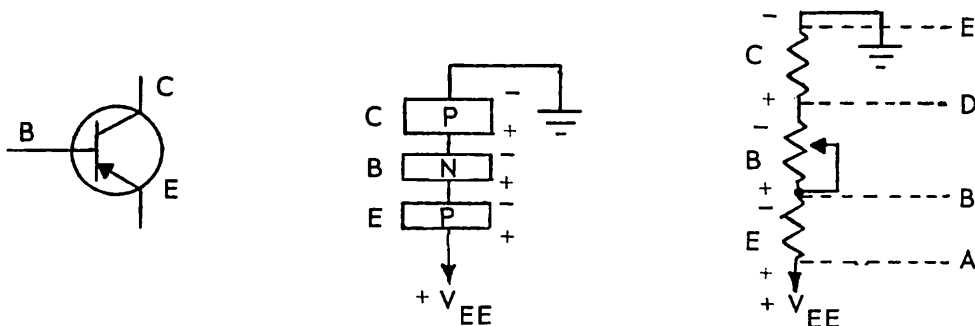 C
B
E
C P - +
B N - +
E P - +
+ V EE
- E
C
+ D
- B
+ B
- E
+ A
+ V EE